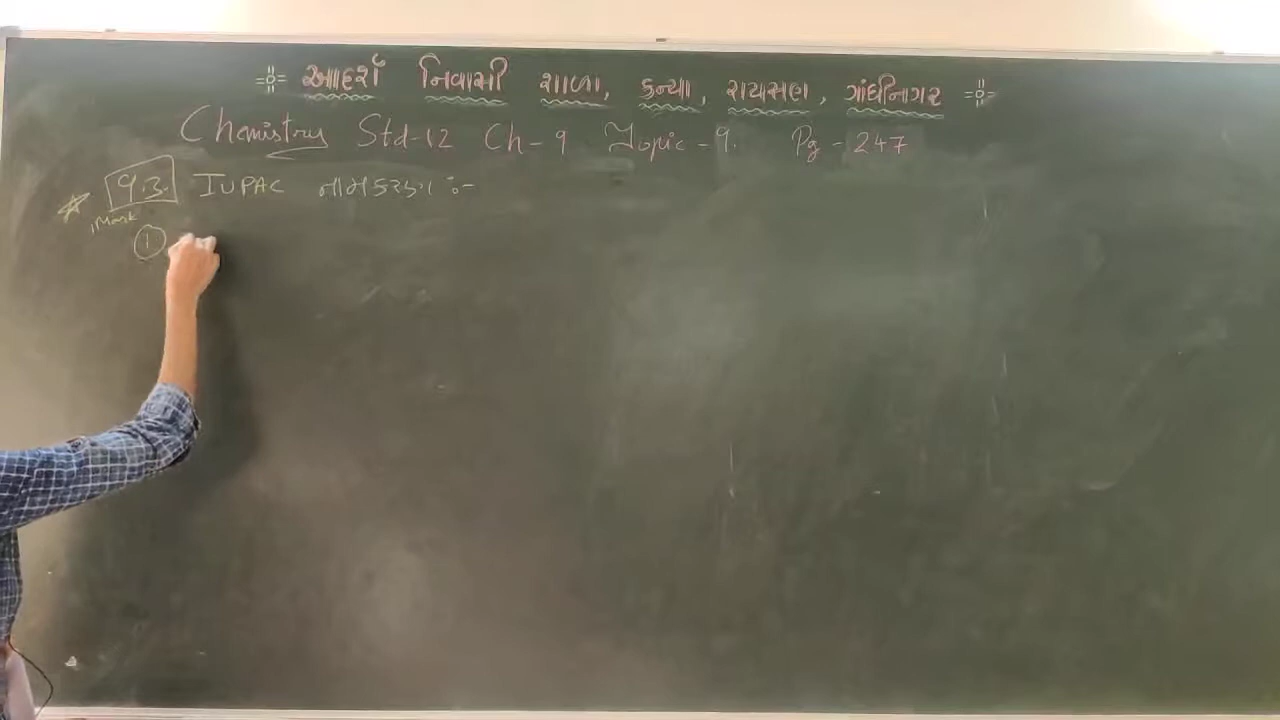 આદર્શ નિવાસી શાળા, કન્યા, રાયસણ, ગાંધીનગર
Chemistry Std-12 Ch-9 Topic-9. Pg-247
9.3. IUPAC નામકરણ :-
1 Mark
①